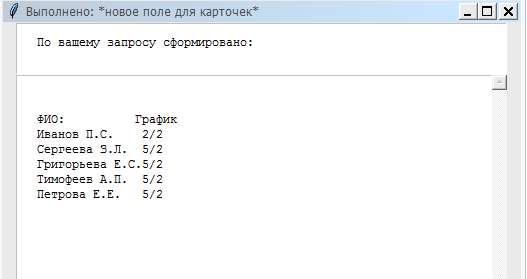 Выполнено: *новое поле для карточек*
По вашему запросу сформировано:
ФИО: График
Иванов П.С. 2/2
Сергеева З.Л. 5/2
Григорьева Е.С.5/2
Тимофеев А.П. 5/2
Петрова Е.Е. 5/2